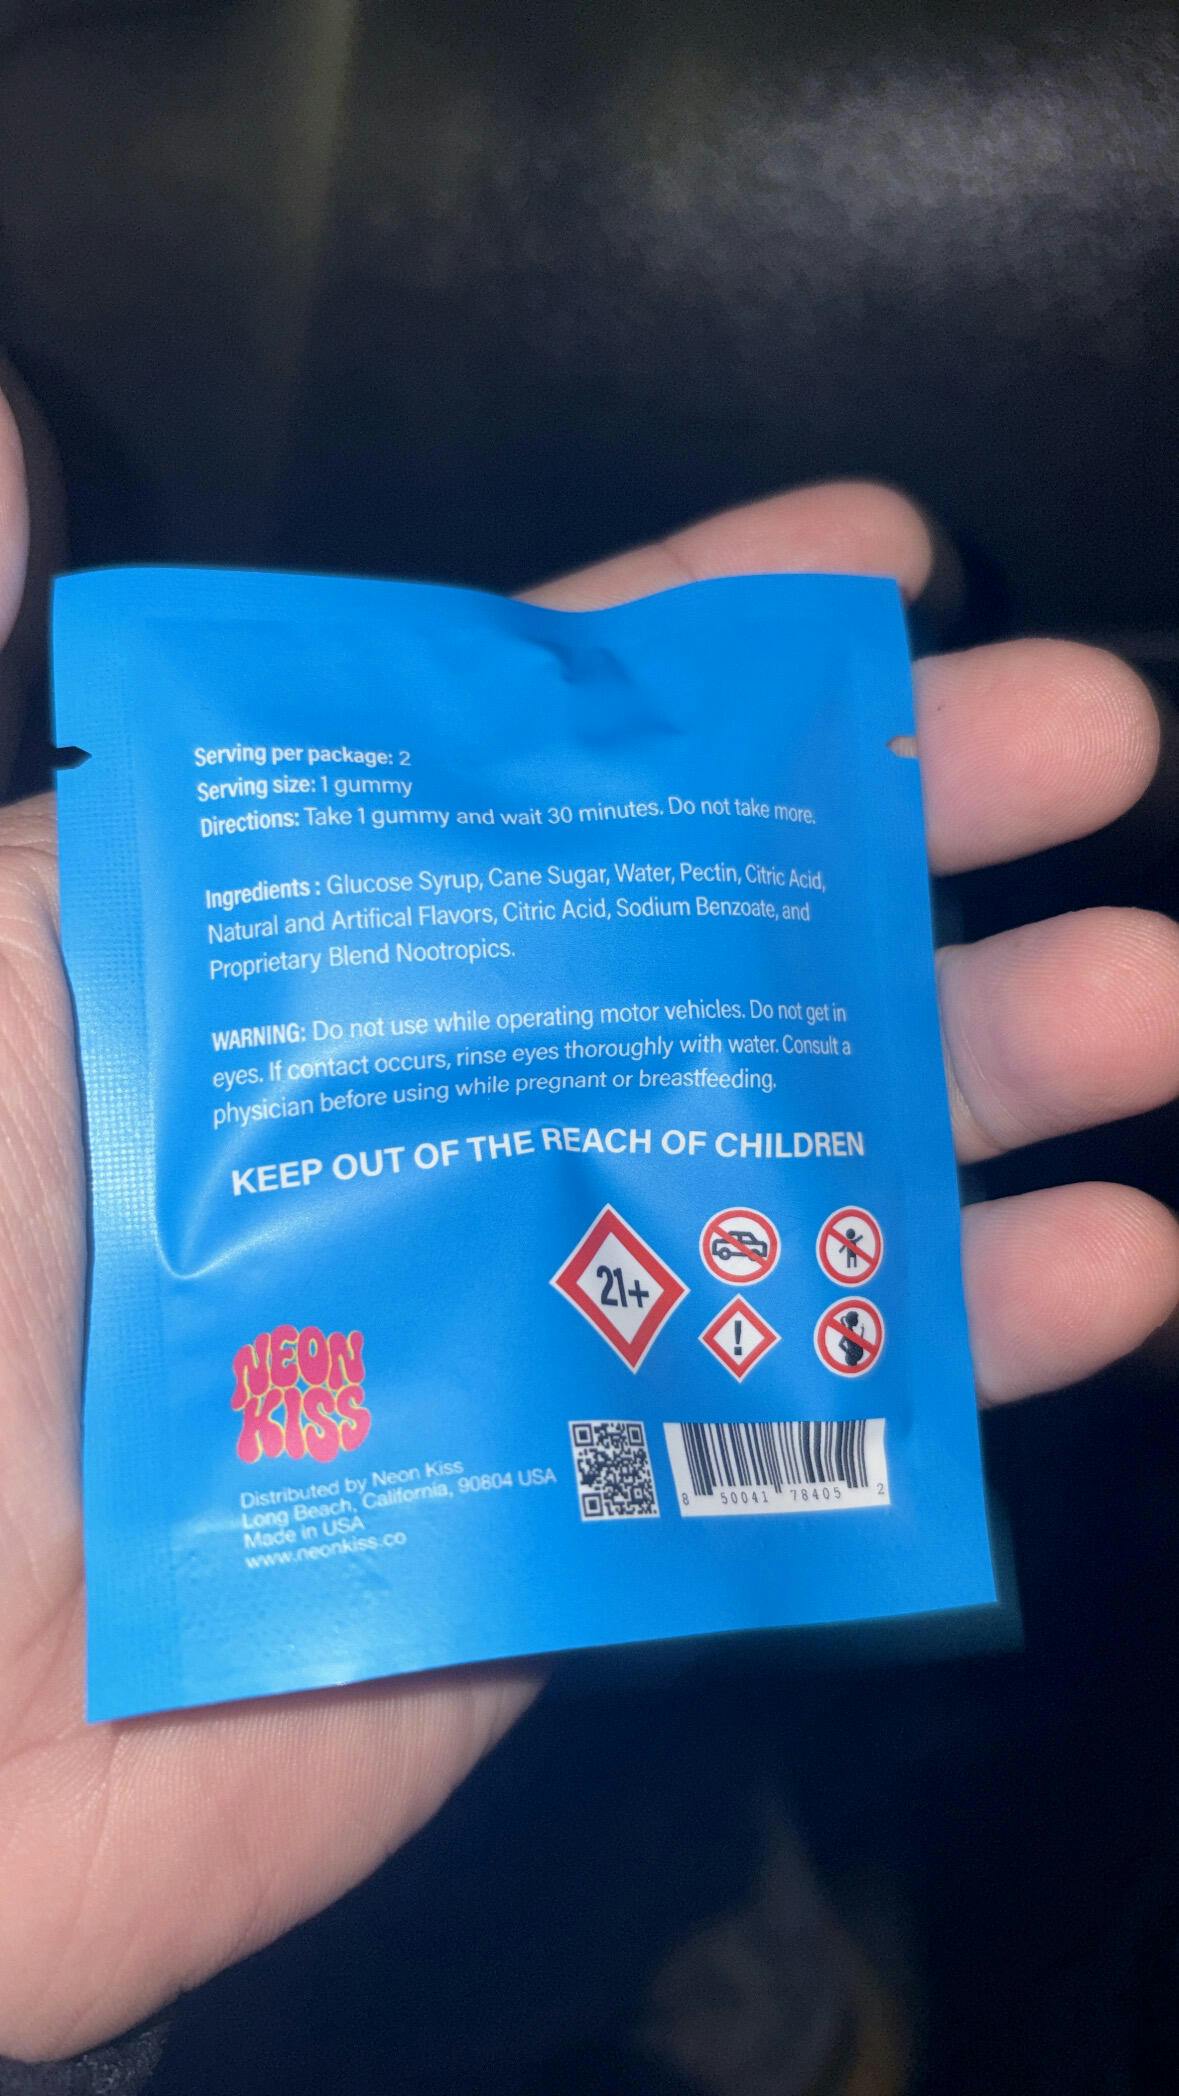 Serving per package: 2
Serving size: 1 gummy
Directions: Take 1 gummy and wait 30 minutes. Do not take more.
Ingredients : Glucose Syrup, Cane Sugar, Water, Pectin, Citric Acid,
Natural and Artifical Flavors, Citric Acid, Sodium Benzoate, and
Proprietary Blend Nootropics.
WARNING: Do not use while operating motor vehicles. Do not get in
eyes. If contact occurs, rinse eyes thoroughly with water. Consult a
physician before using while pregnant or breastfeeding.
KEEP OUT OF THE REACH OF CHILDREN
21+
!
NEON
KISS
Distributed by Neon Kiss
Long Beach, California, 90804 USA
Made in USA
www.neonkiss.co
8 50041 78405 2